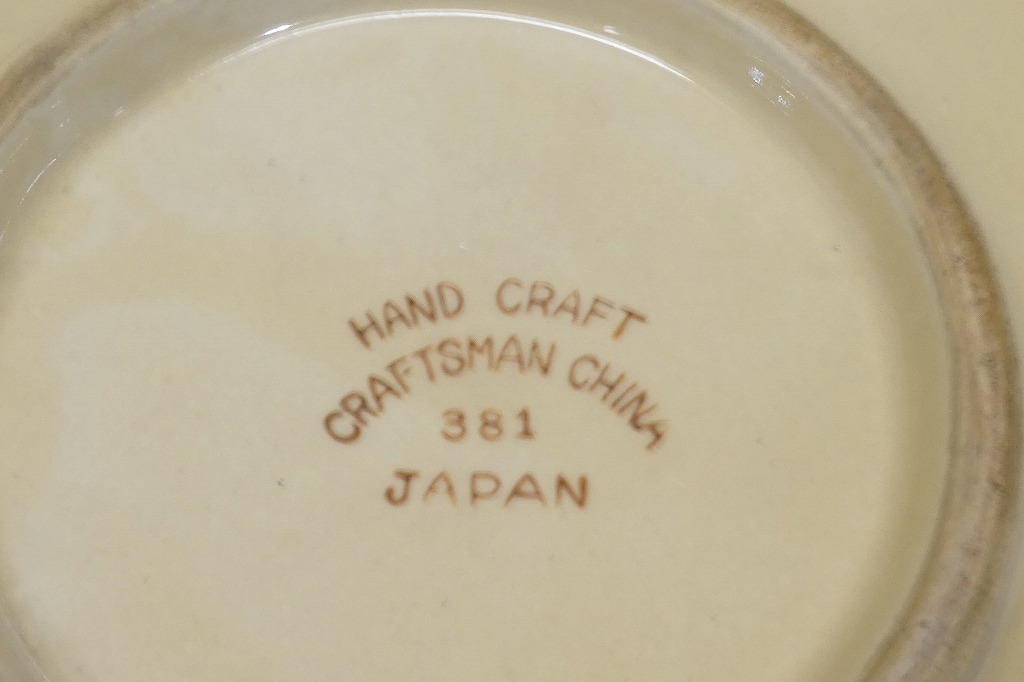 HAND CRAFT
CRAFTSMAN CHINA
381
JAPAN